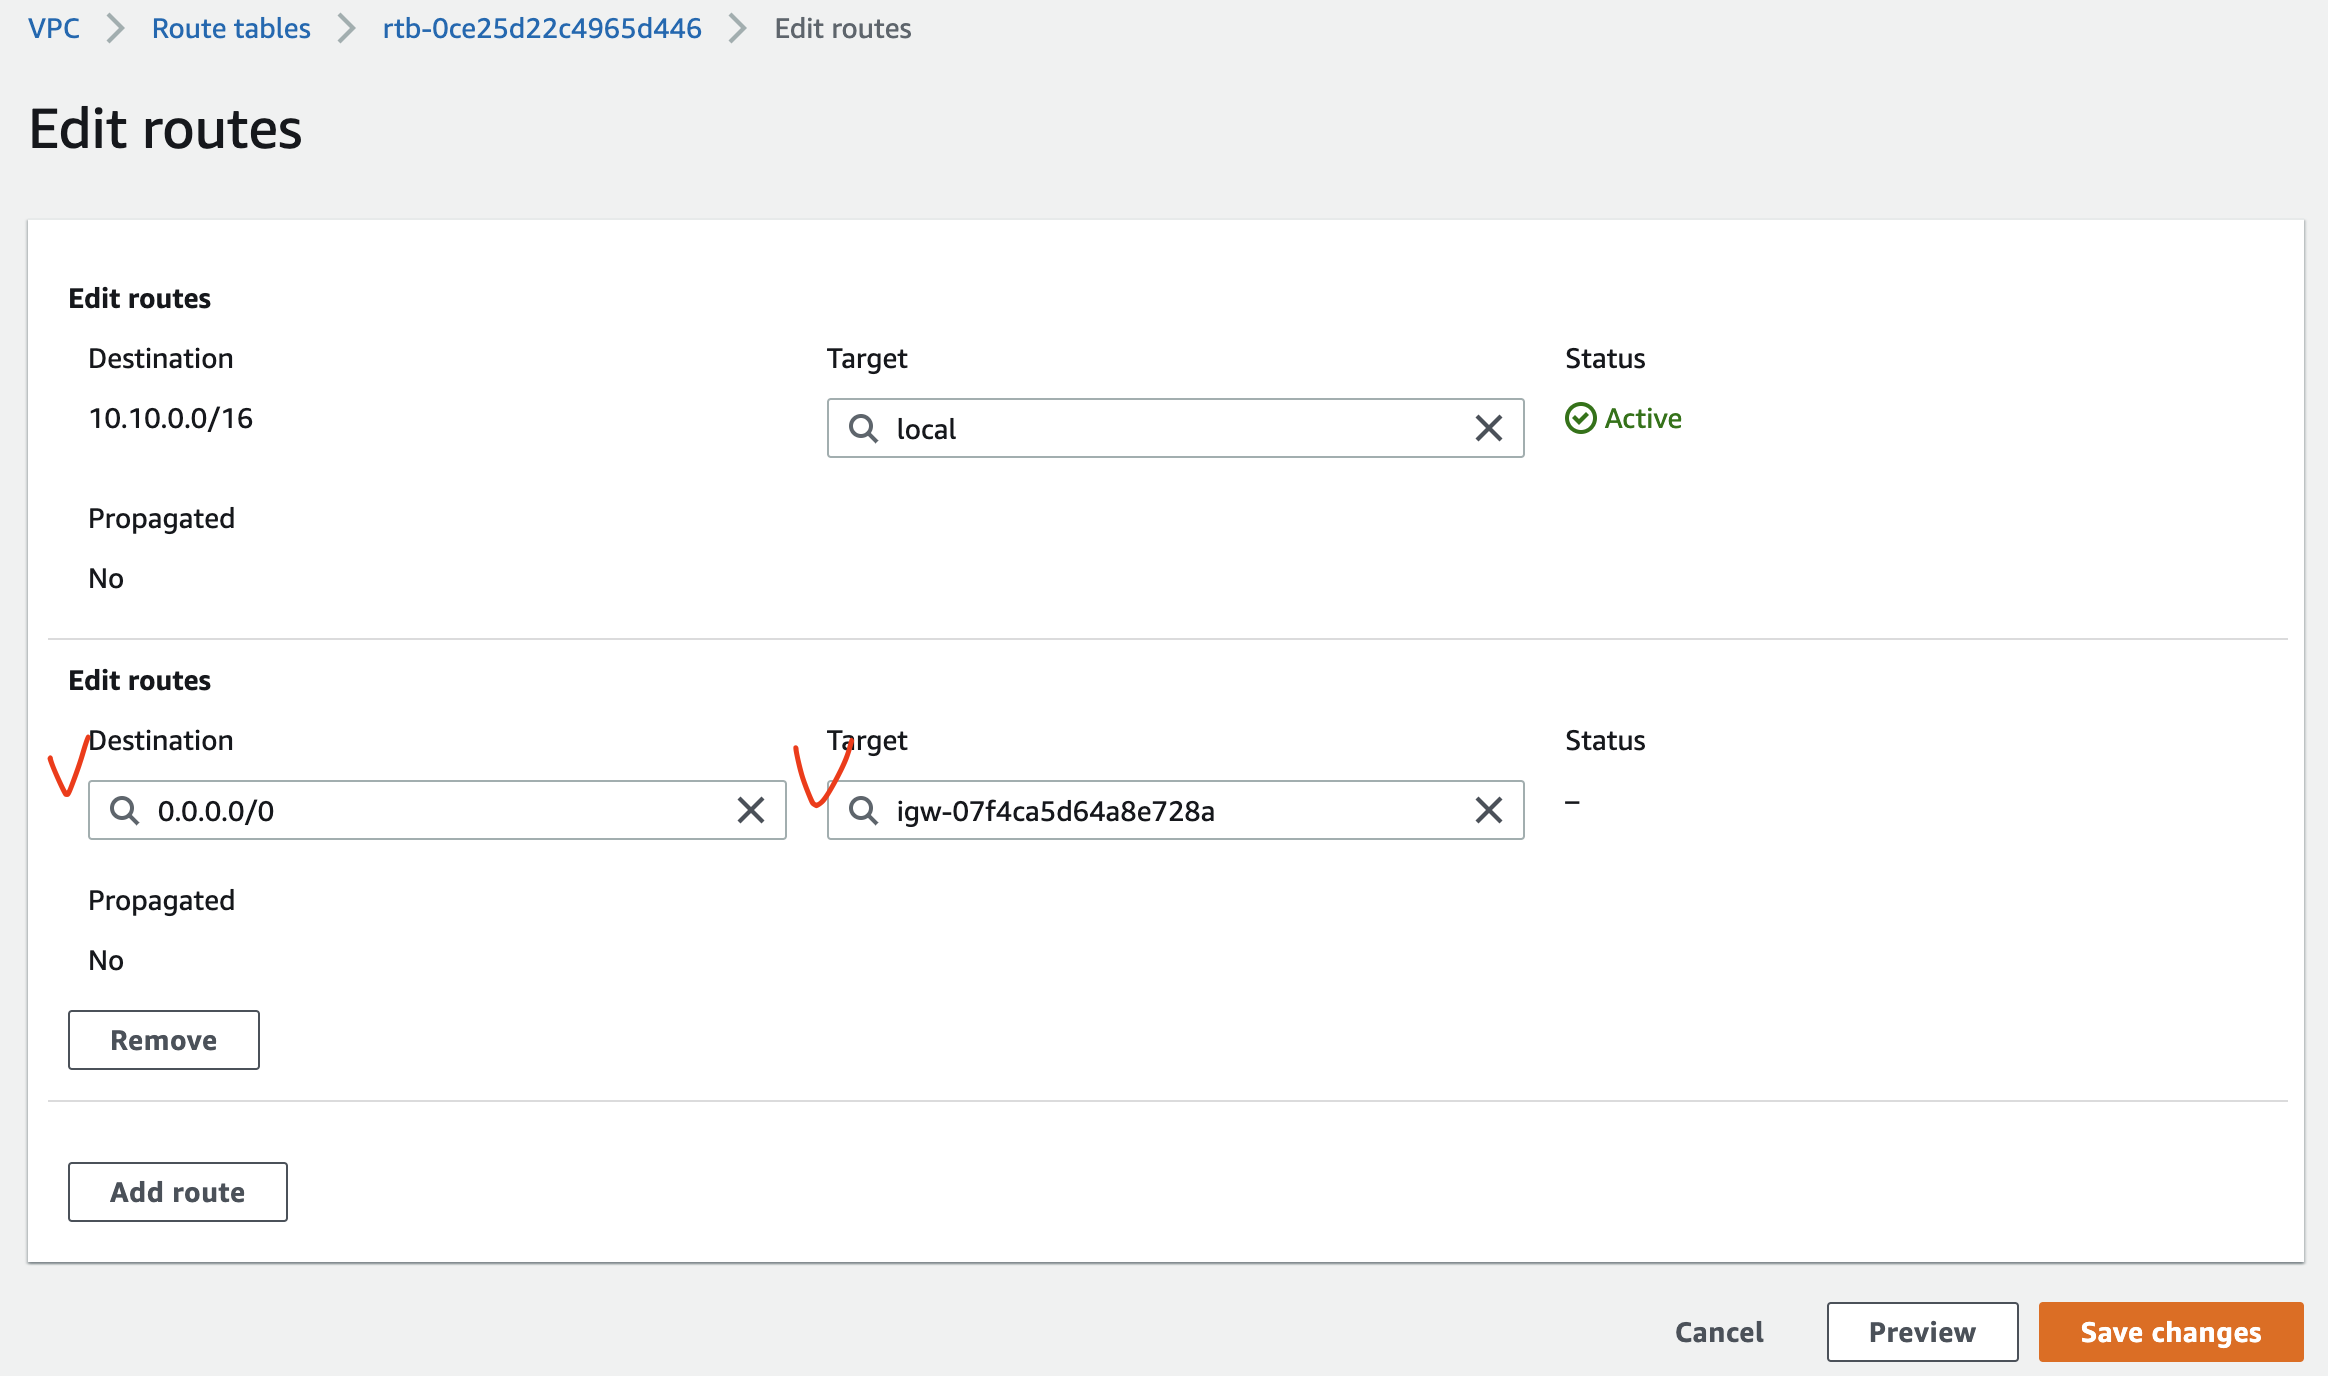 VPC > Route tables > rtb-0ce25d22c4965d446 > Edit routes
Edit routes
Edit routes
Destination Target Status
10.10.0.0/16 local Active
Propagated
No
Edit routes
Destination Target Status
0.0.0.0/0 igw-07f4ca5d64a8e728a –
Propagated
No
Remove
Add route
Cancel Preview Save changes